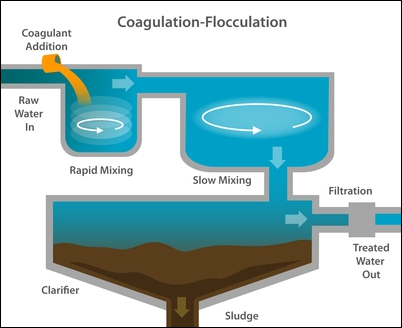 Coagulation-Flocculation
Coagulant
Addition
Raw
Water
In
Rapid Mixing
Slow Mixing
Filtration
Treated
Water
Out
Clarifier
Sludge